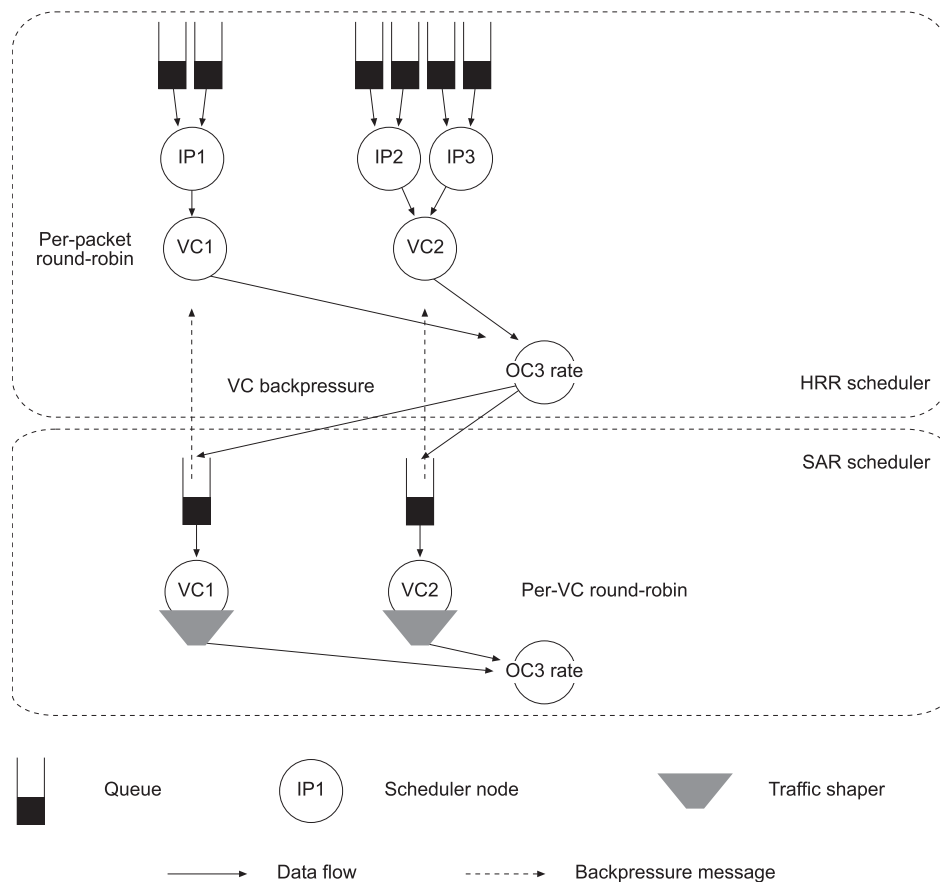 IP1
IP2
IP3
Per-packet
round-robin
VC1
VC2
OC3 rate
VC backpressure
HRR scheduler
SAR scheduler
VC1
VC2
Per-VC round-robin
OC3 rate
Queue
IP1
Scheduler node
Traffic shaper
Data flow
Backpressure message